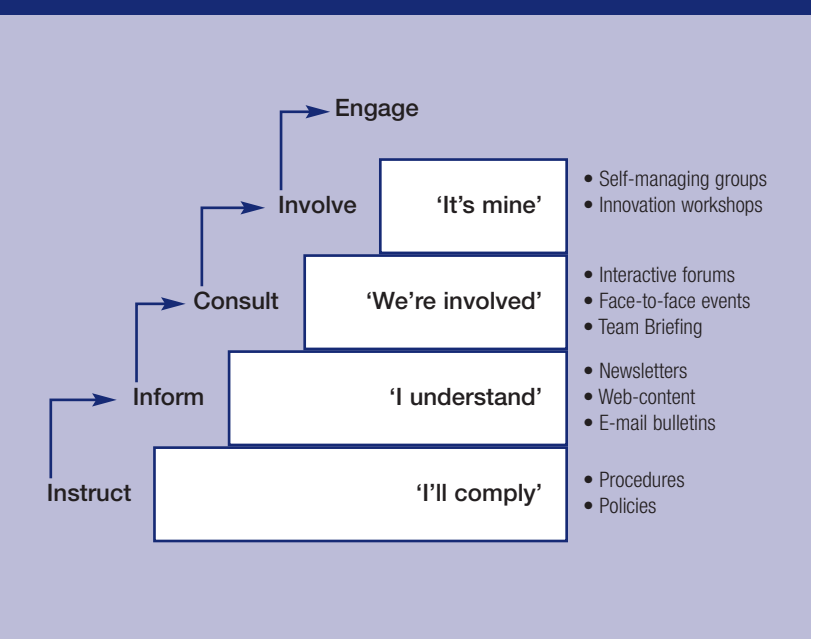 Engage
Involve
‘It’s mine’
• Self-managing groups
• Innovation workshops
Consult
‘We’re involved’
• Interactive forums
• Face-to-face events
• Team Briefing
Inform
‘I understand’
• Newsletters
• Web-content
• E-mail bulletins
Instruct
‘I’ll comply’
• Procedures
• Policies